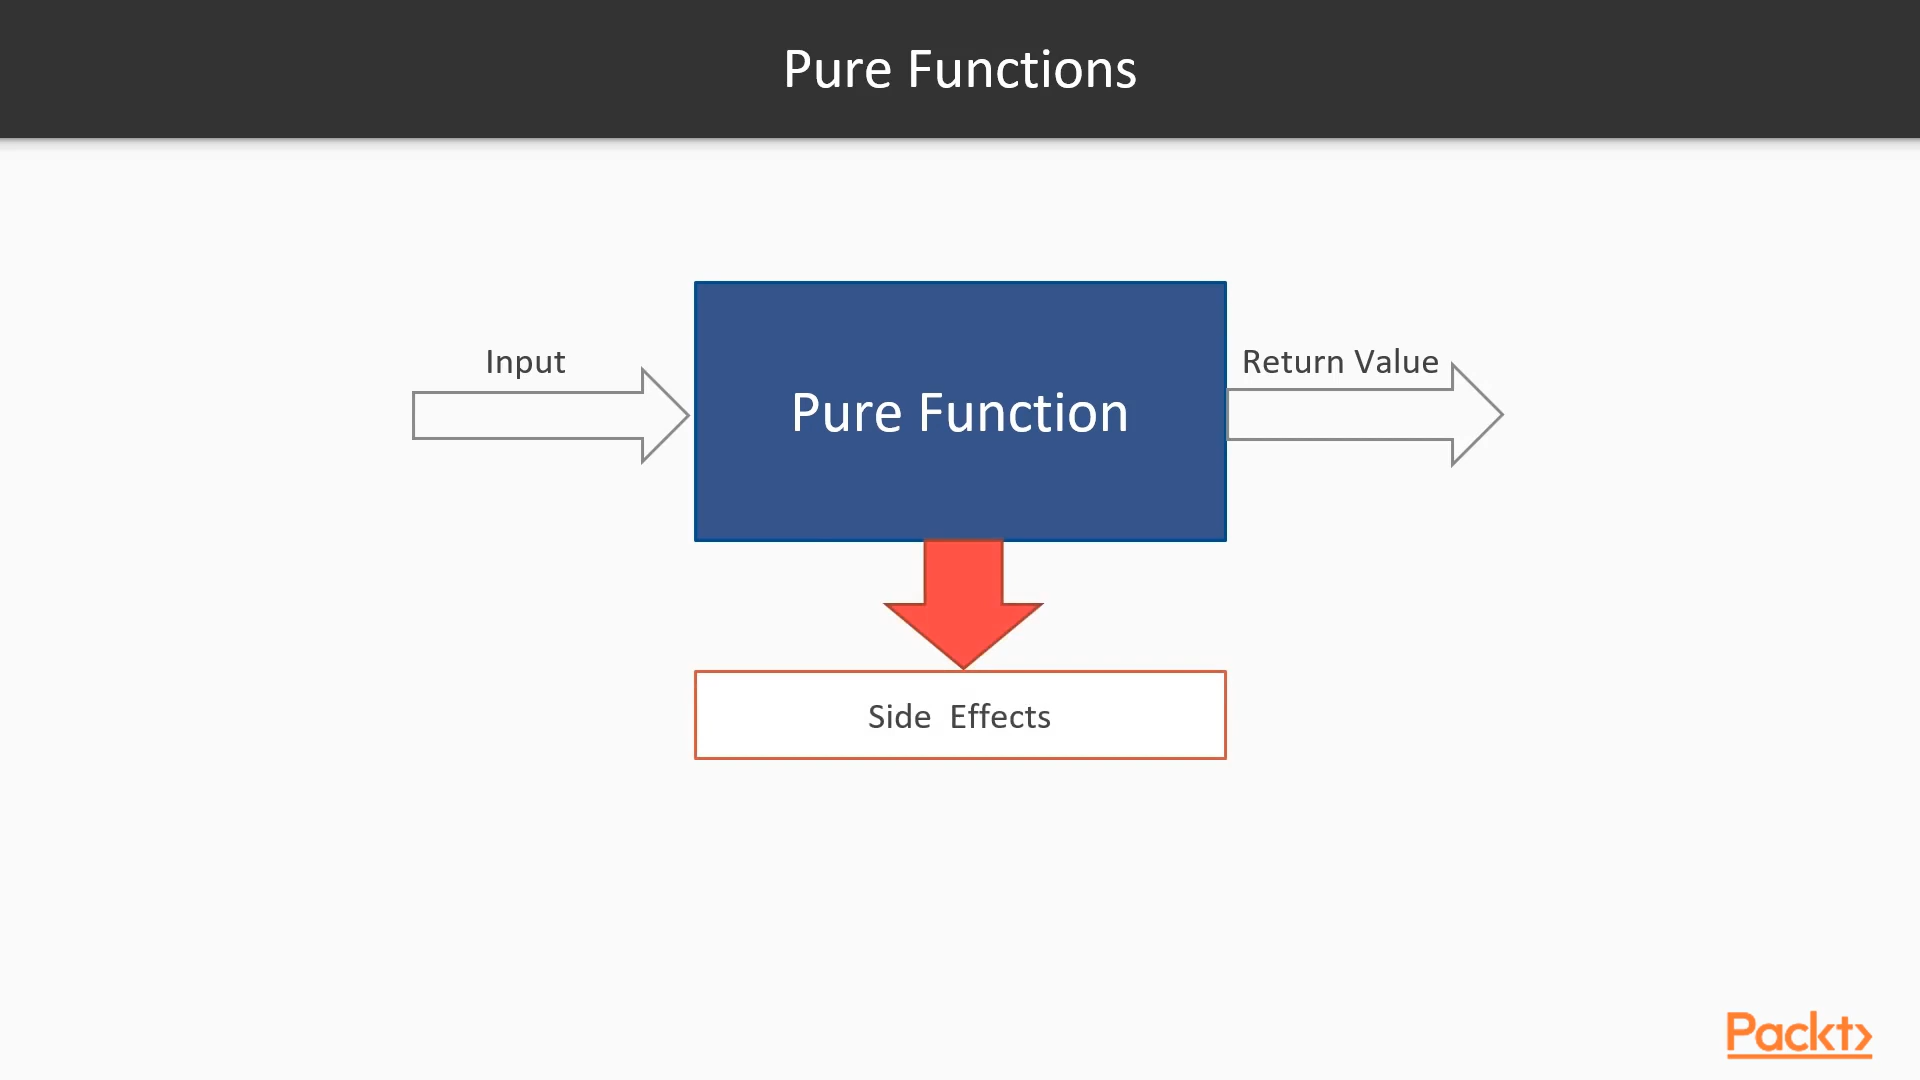 Pure Functions
Input
Pure Function
Return Value
Side Effects
Packt>